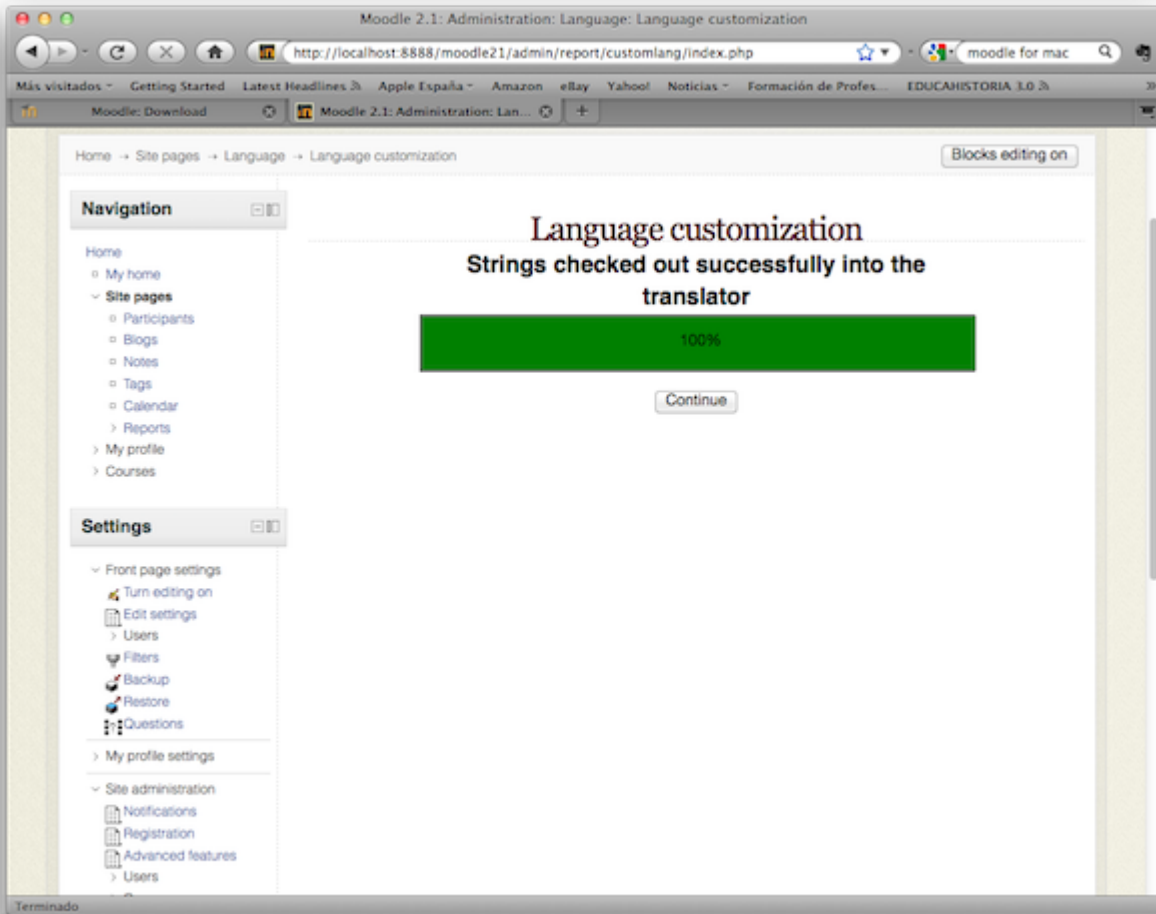 Moodle 2.1: Administration: Language: Language customization
http://localhost:8888/moodle21/admin/report/customlang/index.php
moodle for mac
Más visitados Getting Started Latest Headlines Apple España Amazon eBay Yahoo! Noticias Formación de Profes... EDUCAHISTORIA 3.0
Moodle: Download Moodle 2.1: Administration: Lan...
Home → Site pages → Language → Language customization
Blocks editing on
Navigation
Home
My home
Site pages
Participants
Blogs
Notes
Tags
Calendar
Reports
My profile
Courses
Settings
Front page settings
Turn editing on
Edit settings
Users
Filters
Backup
Restore
Questions
My profile settings
Site administration
Notifications
Registration
Advanced features
Users
Language customization
Strings checked out successfully into the
translator
100%
Continue
Terminado